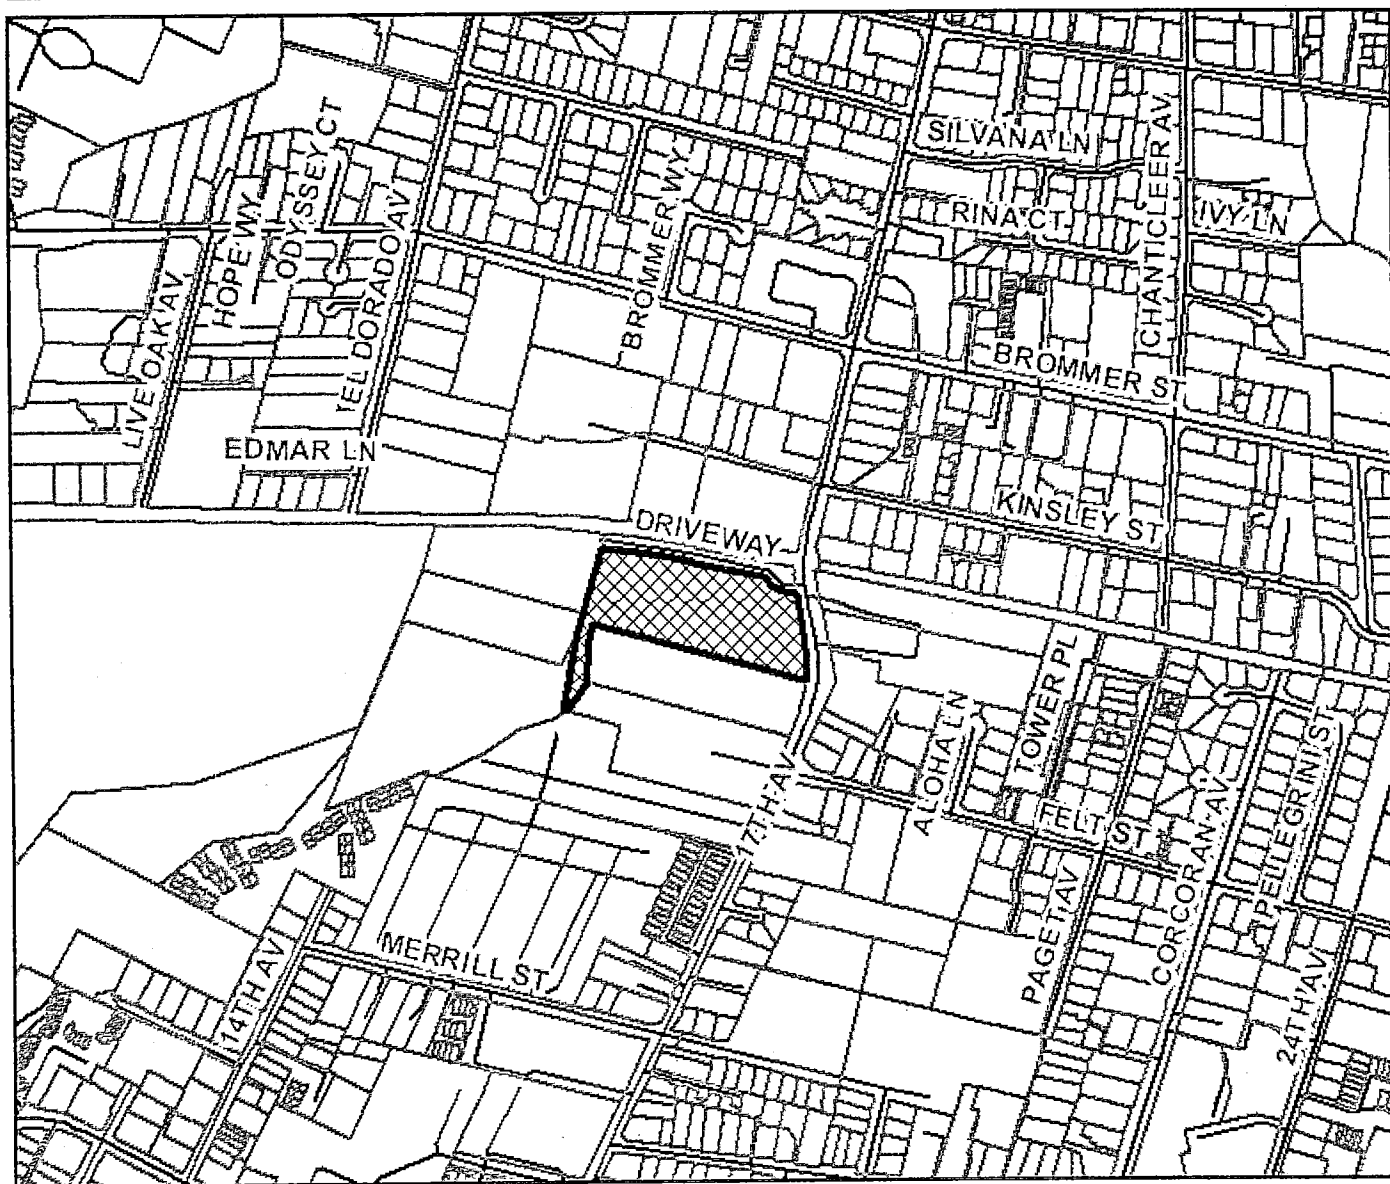 SILVANA LN
CHANTICLEER AV
ODYSSEY CT
HOPE WY
BROMMER WY
RINA CT
IVY LN
EL DORADO AV
LIVE OAK AV
BROMMER ST
EDMAR LN
KINSLEY ST
DRIVEWAY
TOWER PL
ALOHA LN
PELLEGRINI ST
17TH AV
FELT ST
CORCORAN AV
PAGET AV
MERRILL ST
14TH AV
24TH AV